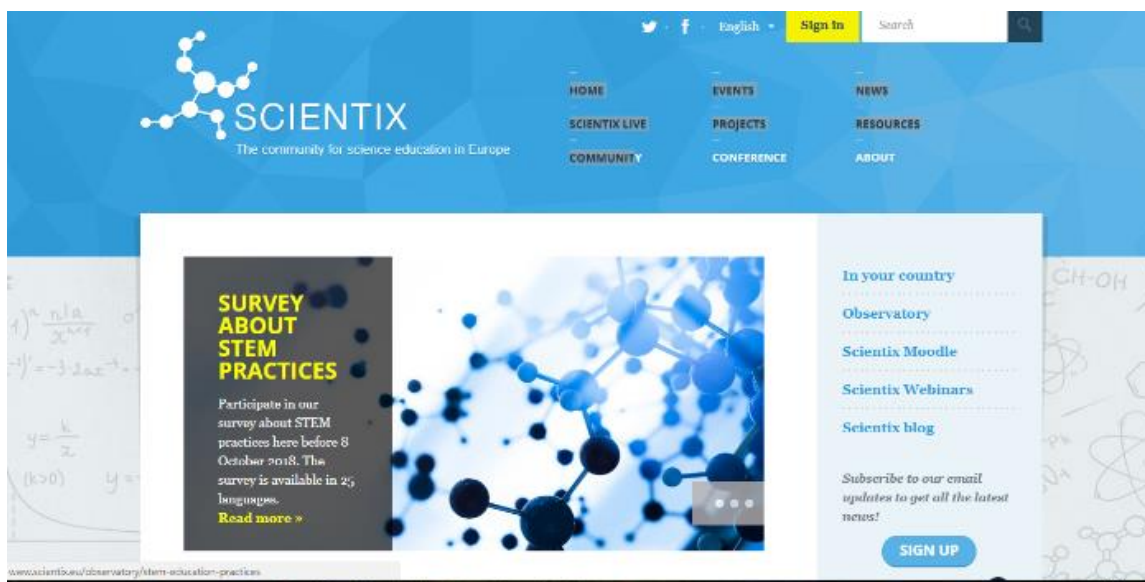 English
Sign in
Search
SCIENTIX
The community for science education in Europe
HOME EVENTS NEWS
SCIENTIX LIVE PROJECTS RESOURCES
COMMUNITY CONFERENCE ABOUT
SURVEY
ABOUT
STEM
PRACTICES
Participate in our
survey about STEM
practices here before 8
October 2018. The
survey is available in 25
languages.
Read more »
In your country
Observatory
Scientix Moodle
Scientix Webinars
Scientix blog
Subscribe to our email
updates to get all the latest
news!
SIGN UP
CH-OH
y=k/x
(k>0)
www.scientix.eu/observatory/stem-education-practices